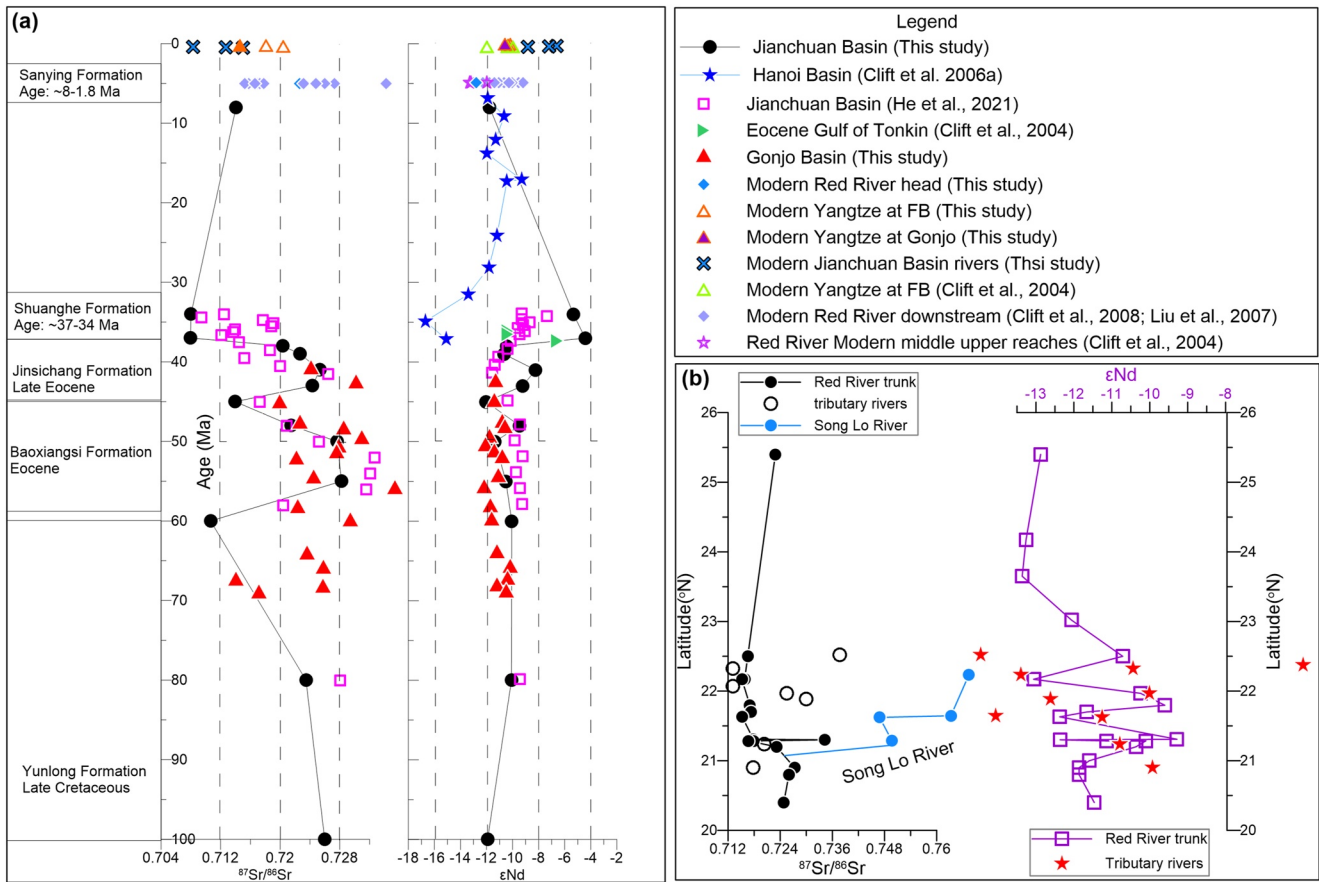 (a)
0
10
20
30
40
50
60
70
80
90
100
Age (Ma)
Sanying Formation
Age: ~8-1.8 Ma
Shuanghe Formation
Age: ~37-34 Ma
Jinsichang Formation
Late Eocene
Baoxiangsi Formation
Eocene
Yunlong Formation
Late Cretaceous
0.704
0.712
0.72
0.728
⁸⁷Sr/⁸⁶Sr
-18
-16
-14
-12
-10
-8
-6
-4
-2
εNd
Legend
Jianchuan Basin (This study)
Hanoi Basin (Clift et al. 2006a)
Jianchuan Basin (He et al., 2021)
Eocene Gulf of Tonkin (Clift et al., 2004)
Gonjo Basin (This study)
Modern Red River head (This study)
Modern Yangtze at FB (This study)
Modern Yangtze at Gonjo (This study)
Modern Jianchuan Basin rivers (Thsi study)
Modern Yangtze at FB (Clift et al., 2004)
Modern Red River downstream (Clift et al., 2008; Liu et al., 2007)
Red River Modern middle upper reaches (Clift et al., 2004)
(b)
Red River trunk
tributary rivers
Song Lo River
εNd
-13
-12
-11
-10
-9
-8
26
25
24
23
22
21
20
Latitude(°N)
26
25
24
23
22
21
20
Latitude(°N)
Song Lo River
0.712
0.724
0.736
0.748
0.76
⁸⁷Sr/⁸⁶Sr
Red River trunk
Tributary rivers